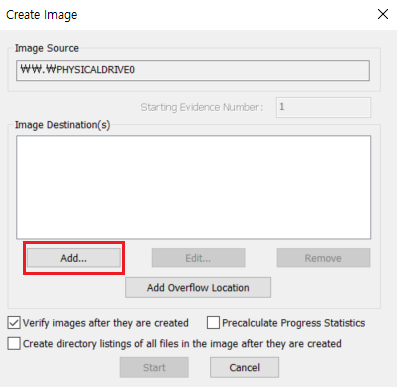 Create Image
Image Source
₩₩.₩PHYSICALDRIVE0
Starting Evidence Number: 1
Image Destination(s)
Add... Edit... Remove
Add Overflow Location
Verify images after they are created Precalculate Progress Statistics
Create directory listings of all files in the image after they are created
Start Cancel